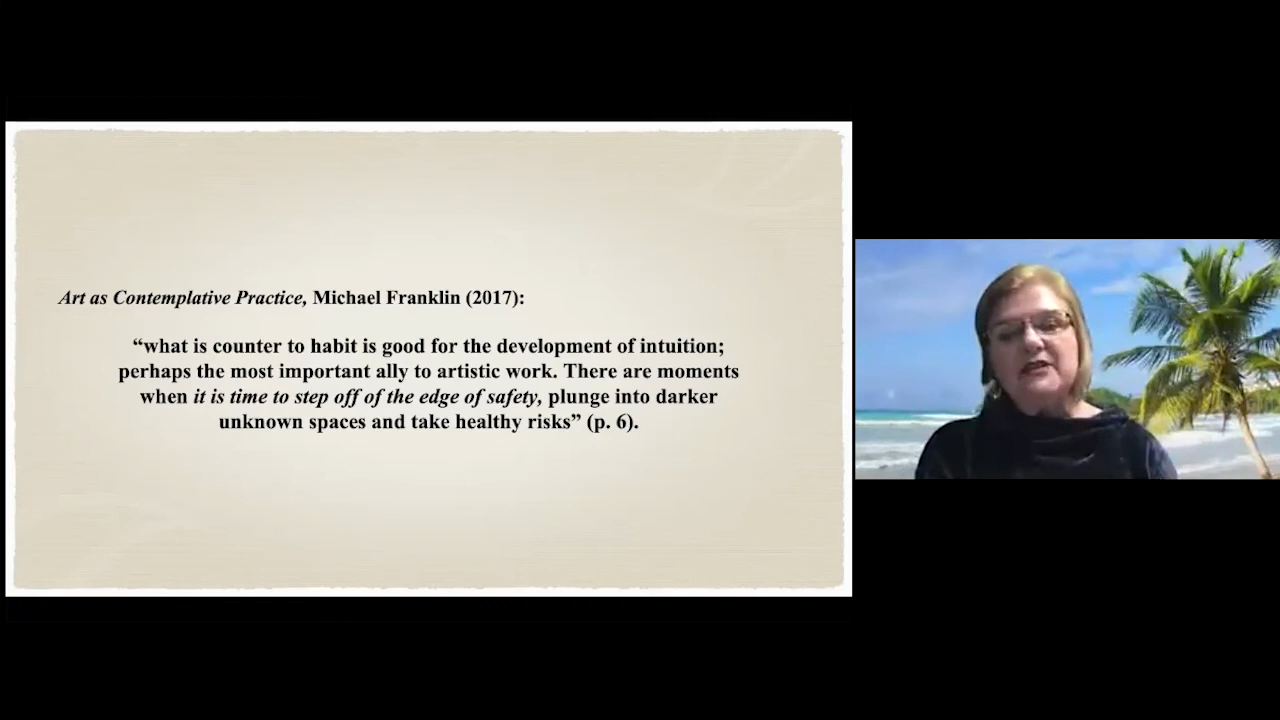 Art as Contemplative Practice, Michael Franklin (2017):
“what is counter to habit is good for the development of intuition;
perhaps the most important ally to artistic work. There are moments
when it is time to step off of the edge of safety, plunge into darker
unknown spaces and take healthy risks” (p. 6).